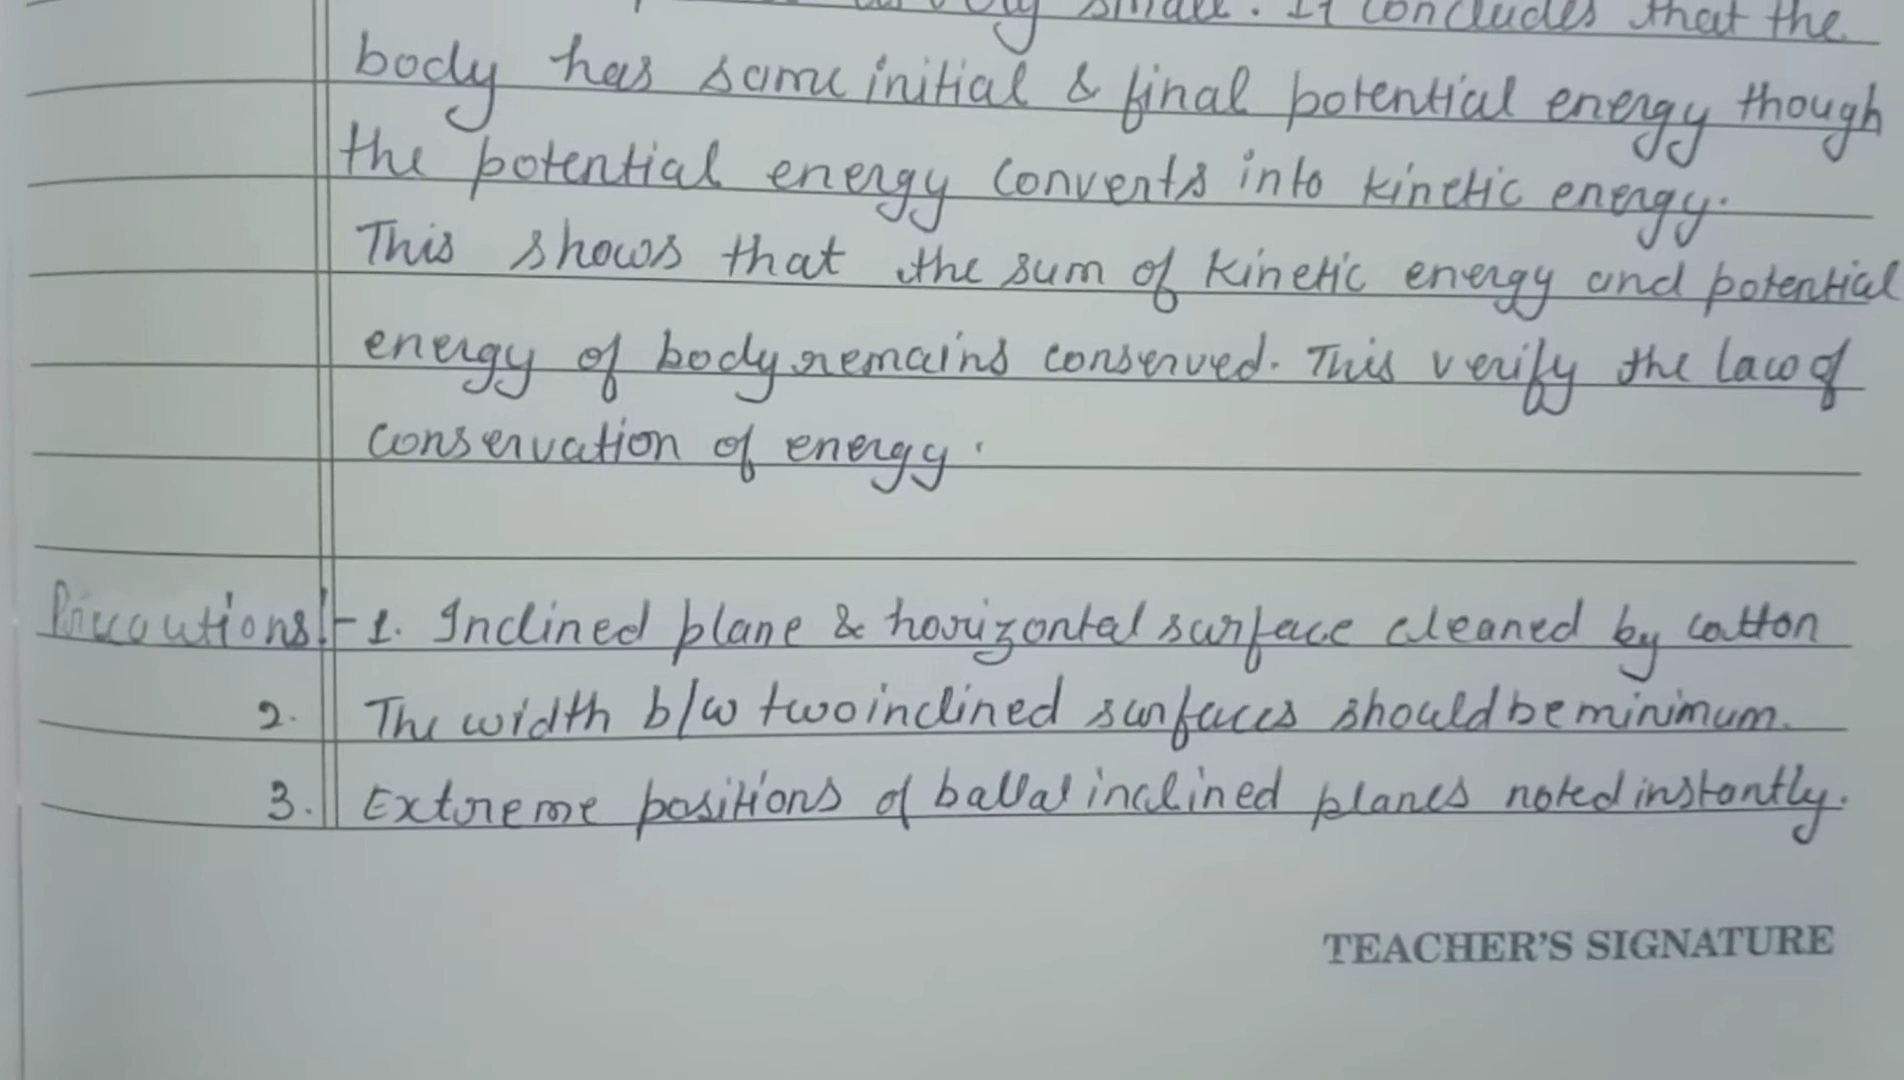 small. It concludes that the
body has same initial & final potential energy though
the potential energy converts into kinetic energy.
This shows that the sum of kinetic energy and potential
energy of body remains conserved. This verify the law of
conservation of energy.
Precautions:- 1. Inclined plane & horizontal surface cleaned by cotton
2. The width b/w two inclined surfaces should be minimum.
3. Extreme positions of ball at inclined planes noted instantly.
TEACHER'S SIGNATURE